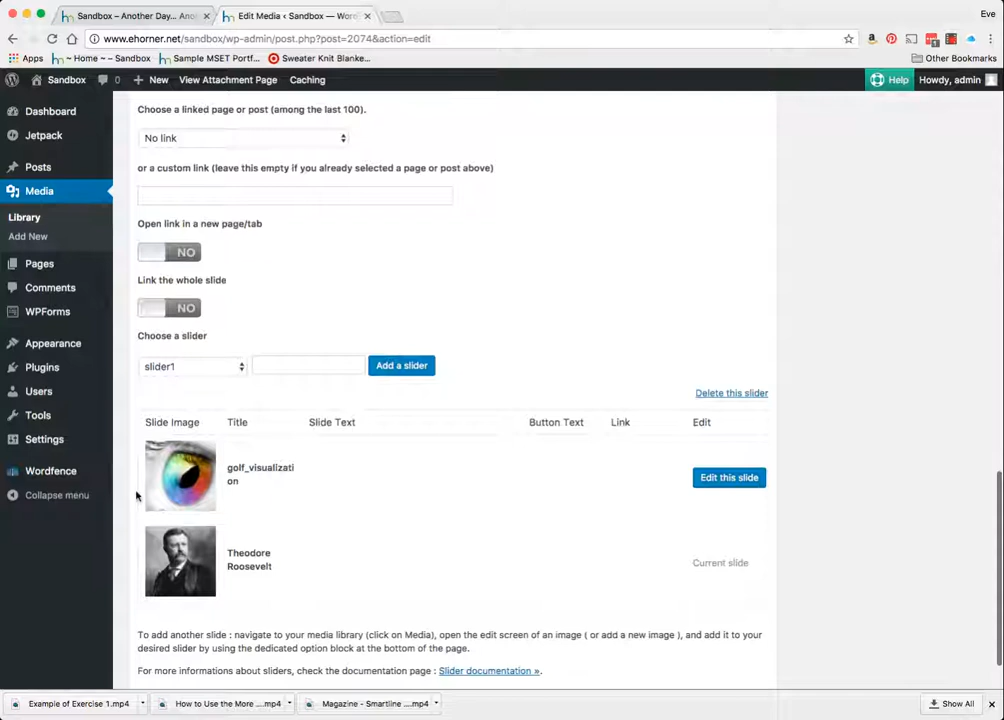 Sandbox – Another Day... Ano
Edit Media ‹ Sandbox — Wor
Eve
www.ehorner.net/sandbox/wp-admin/post.php?post=2074&action=edit
Apps
~ Home ~ – Sandbox
Sample MSET Portf...
Sweater Knit Blanke...
Other Bookmarks
Sandbox
0
New
View Attachment Page
Caching
Help
Howdy, admin
Dashboard
Jetpack
Posts
Media
Library
Add New
Pages
Comments
WPForms
Appearance
Plugins
Users
Tools
Settings
Wordfence
Collapse menu
Choose a linked page or post (among the last 100).
No link
or a custom link (leave this empty if you already selected a page or post above)
Open link in a new page/tab
NO
Link the whole slide
NO
Choose a slider
slider1
Add a slider
Delete this slider
Slide Image Title Slide Text Button Text Link Edit
golf_visualizati
on
Edit this slide
Theodore
Roosevelt
Current slide
To add another slide : navigate to your media library (click on Media), open the edit screen of an image ( or add a new image ), and add it to your
desired slider by using the dedicated option block at the bottom of the page.
For more informations about sliders, check the documentation page : Slider documentation ».
Example of Exercise 1.mp4
How to Use the More ....mp4
Magazine - Smartline ....mp4
Show All